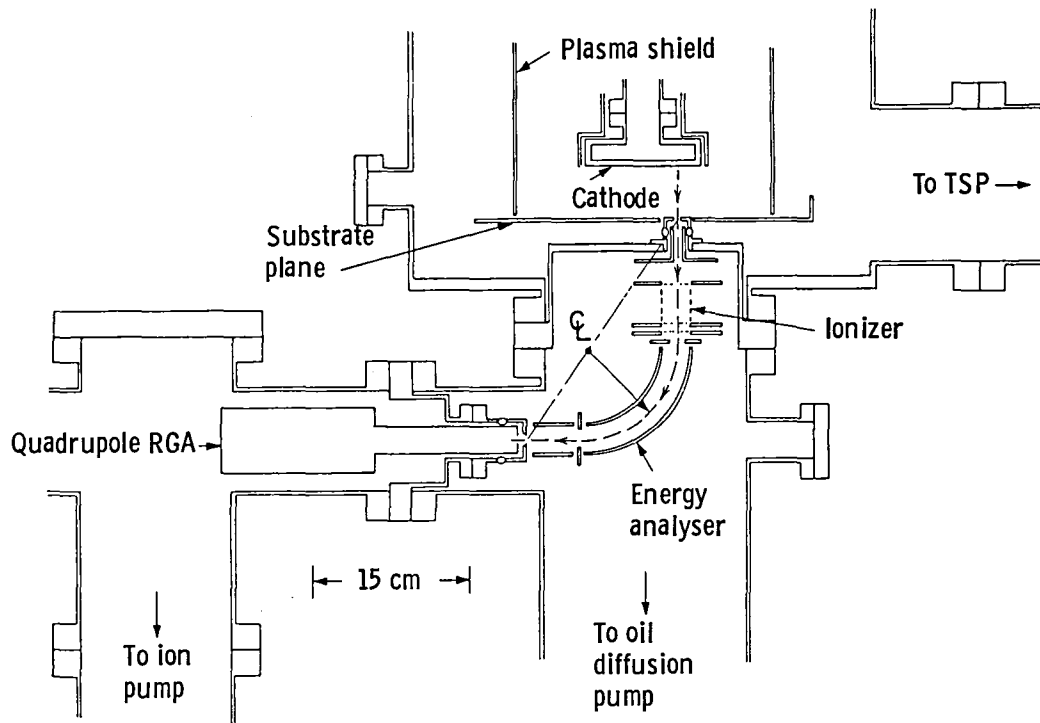 Plasma shield
Cathode
To TSP
Substrate
plane
Ionizer
℄
Quadrupole RGA
Energy
analyser
15 cm
To ion
pump
To oil
diffusion
pump